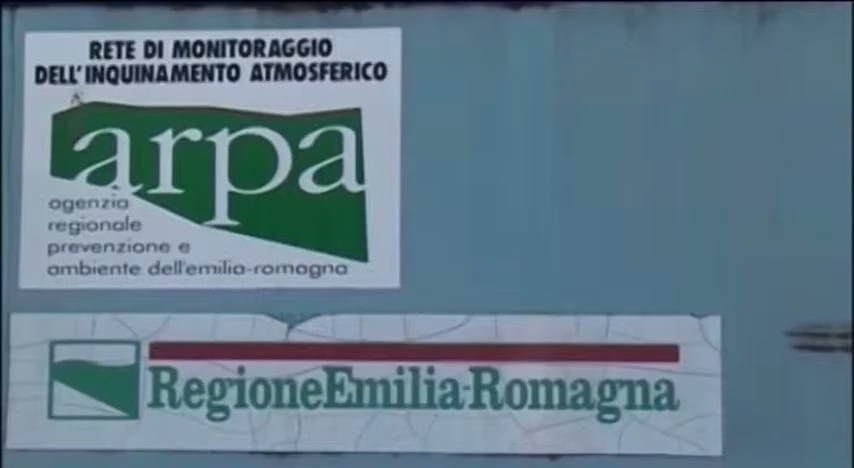 RETE DI MONITORAGGIO
DELL'INQUINAMENTO ATMOSFERICO
arpa
agenzia
regionale
prevenzione e
ambiente dell'emilia-romagna
RegioneEmilia-Romagna